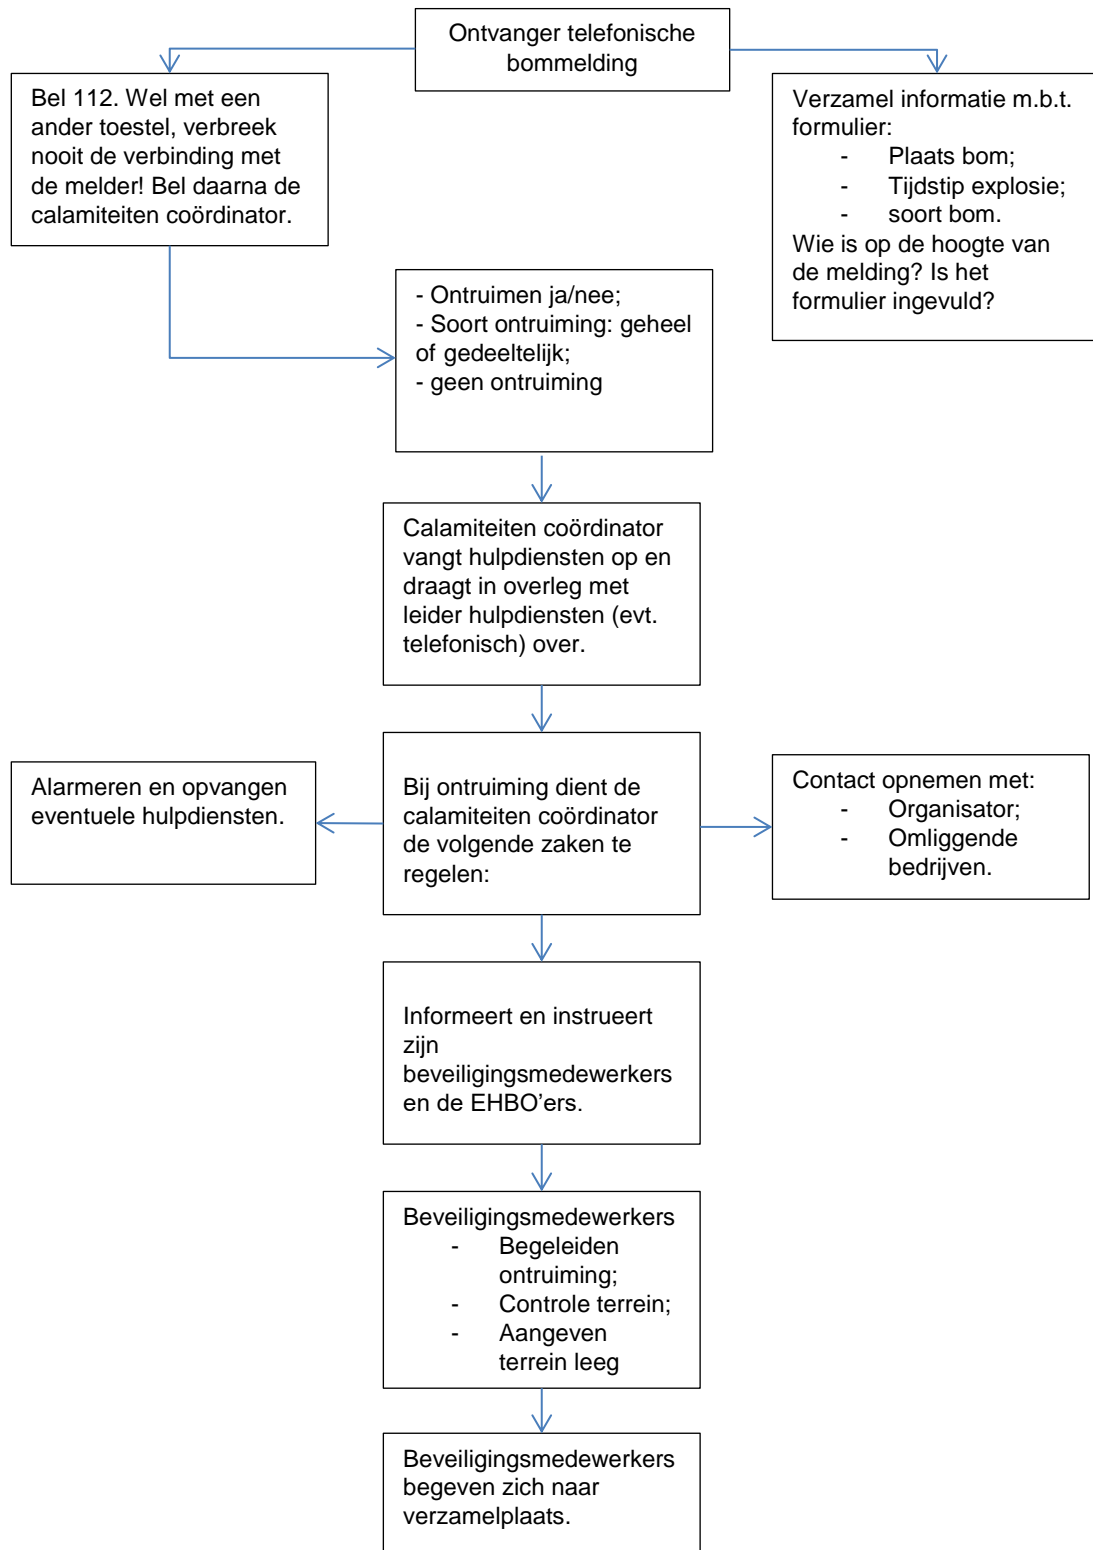 Ontvanger telefonische
bommelding
Bel 112. Wel met een
ander toestel, verbreek
nooit de verbinding met
de melder! Bel daarna de
calamiteiten coördinator.
Verzamel informatie m.b.t.
formulier:
- Plaats bom;
- Tijdstip explosie;
- soort bom.
Wie is op de hoogte van
de melding? Is het
formulier ingevuld?
- Ontruimen ja/nee;
- Soort ontruiming: geheel
of gedeeltelijk;
- geen ontruiming
Calamiteiten coördinator
vangt hulpdiensten op en
draagt in overleg met
leider hulpdiensten (evt.
telefonisch) over.
Alarmeren en opvangen
eventuele hulpdiensten.
Bij ontruiming dient de
calamiteiten coördinator
de volgende zaken te
regelen:
Contact opnemen met:
- Organisator;
- Omliggende
bedrijven.
Informeert en instrueert
zijn
beveiligingsmedewerkers
en de EHBO’ers.
Beveiligingsmedewerkers
- Begeleiden
ontruiming;
- Controle terrein;
- Aangeven
terrein leeg
Beveiligingsmedewerkers
begeven zich naar
verzamelplaats.